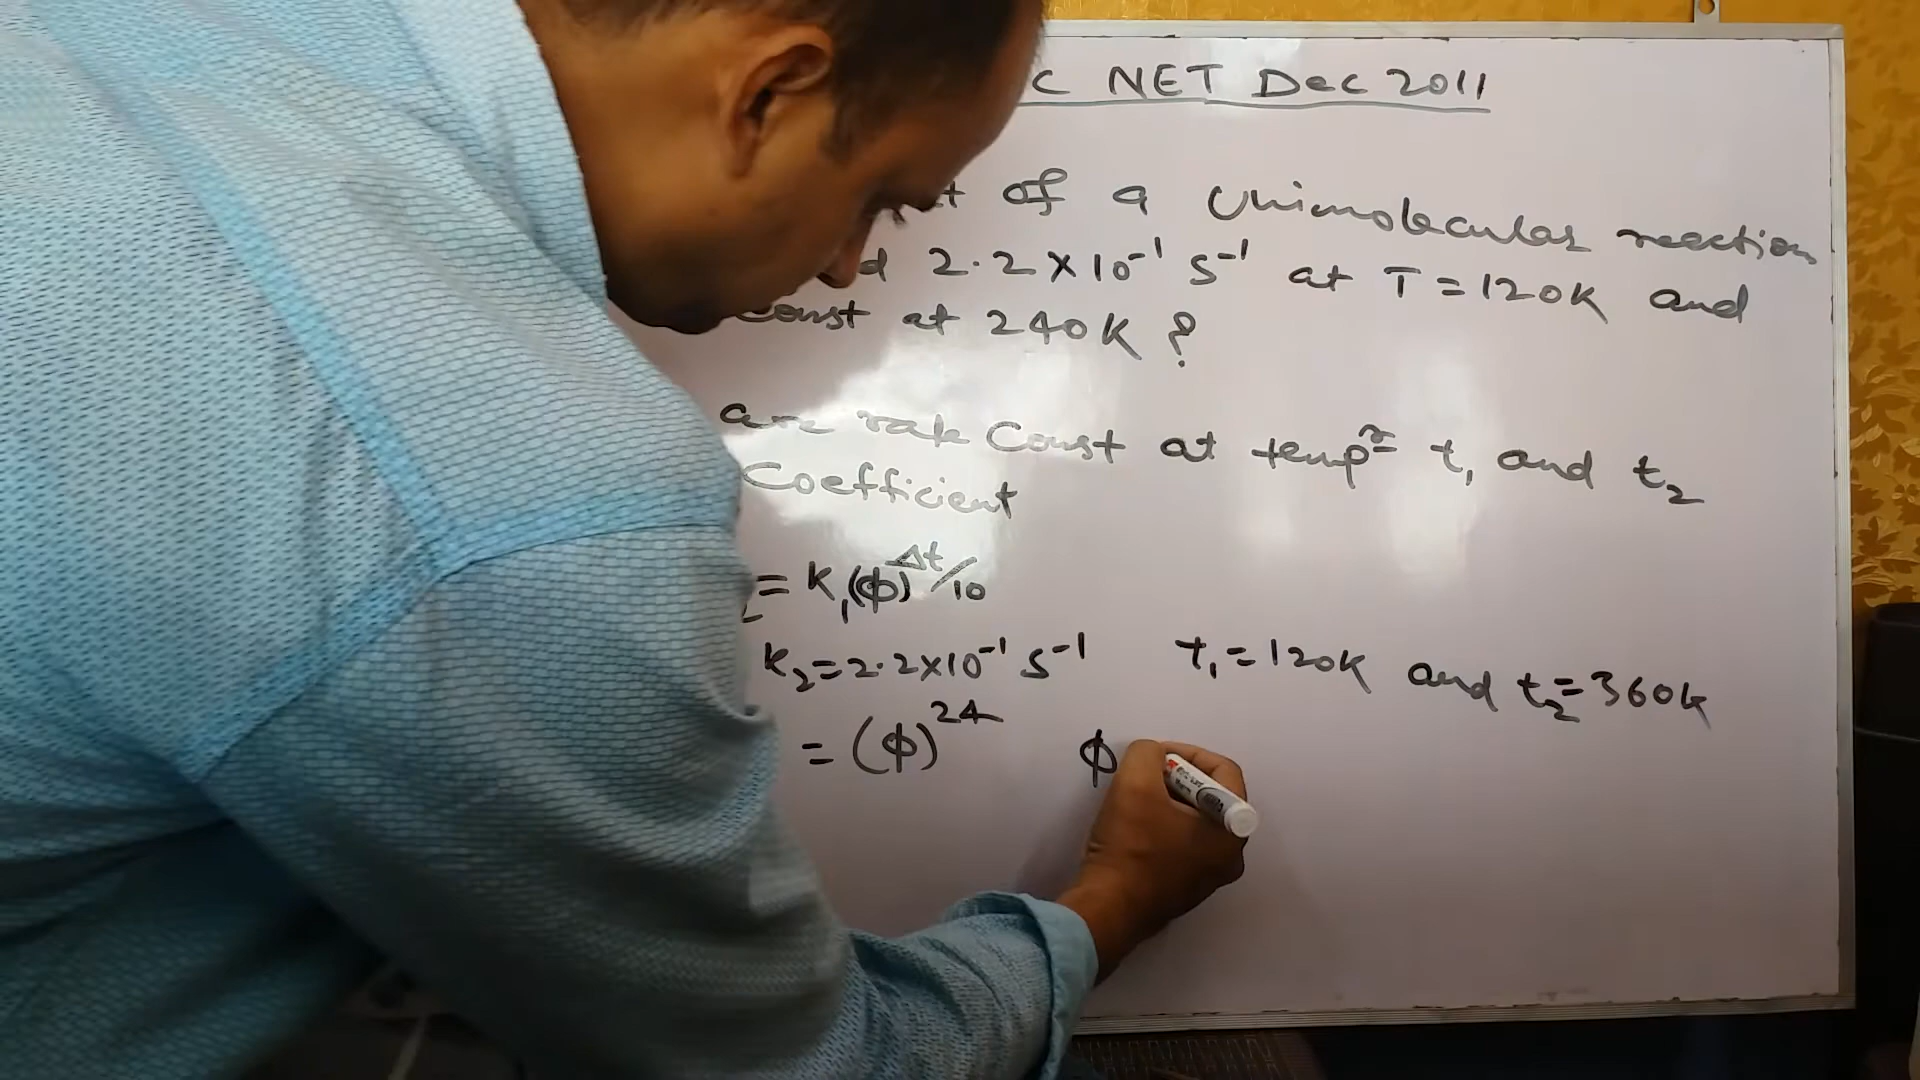 C NET Dec 2011
of a unimolecular reaction
2.2×10⁻¹ S⁻¹ at T=120K and
const at 240K ?
are rate Const at tempʳ t₁ and t₂
Coefficient
= K₁(ϕ)^Δt/10
K₂=2.2×10⁻¹ S⁻¹ t₁=120K and t₂=360K
= (ϕ)²⁴ ϕ